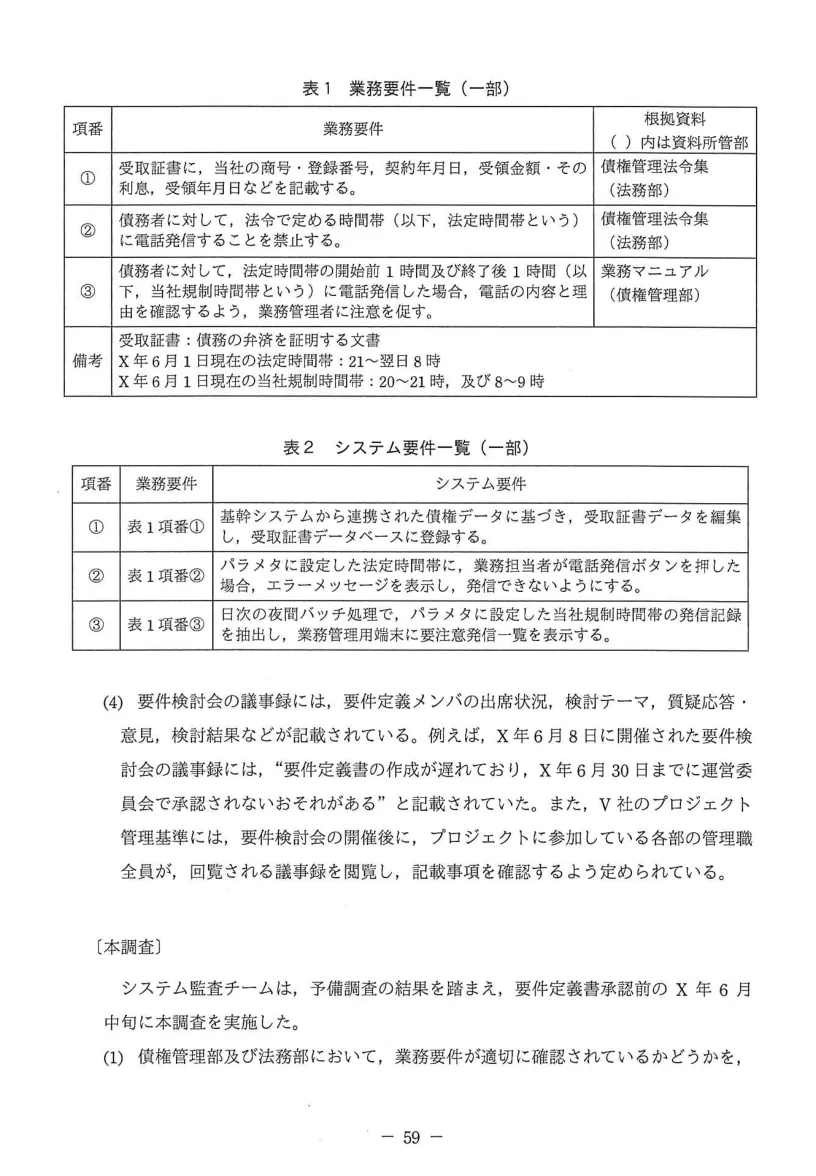 表1 業務要件一覧（一部）
項番
業務要件
根拠資料
（ ）内は資料所管部
①
受取証書に，当社の商号・登録番号，契約年月日，受領金額・その
利息，受領年月日などを記載する。
債権管理法令集
（法務部）
②
債務者に対して，法令で定める時間帯（以下，法定時間帯という）
に電話発信することを禁止する。
債権管理法令集
（法務部）
③
債務者に対して，法定時間帯の開始前1時間及び終了後1時間（以
下，当社規制時間帯という）に電話発信した場合，電話の内容と理
由を確認するよう，業務管理者に注意を促す。
業務マニュアル
（債権管理部）
備考
受取証書：債務の弁済を証明する文書
X年6月1日現在の法定時間帯：21～翌日8時
X年6月1日現在の当社規制時間帯：20～21時，及び8～9時
表2 システム要件一覧（一部）
項番
業務要件
システム要件
①
表1項番①
基幹システムから連携された債権データに基づき，受取証書データを編集
し，受取証書データベースに登録する。
②
表1項番②
パラメタに設定した法定時間帯に，業務担当者が電話発信ボタンを押した
場合，エラーメッセージを表示し，発信できないようにする。
③
表1項番③
日次の夜間バッチ処理で，パラメタに設定した当社規制時間帯の発信記録
を抽出し，業務管理用端末に要注意発信一覧を表示する。
(4) 要件検討会の議事録には，要件定義メンバの出席状況，検討テーマ，質疑応答・
意見，検討結果などが記載されている。例えば，X年6月8日に開催された要件検
討会の議事録には，“要件定義書の作成が遅れており，X年6月30日までに運営委
員会で承認されないおそれがある”と記載されていた。また，V社のプロジェクト
管理基準には，要件検討会の開催後に，プロジェクトに参加している各部の管理職
全員が，回覧される議事録を閲覧し，記載事項を確認するよう定められている。
〔本調査〕
システム監査チームは，予備調査の結果を踏まえ，要件定義書承認前のX年6月
中旬に本調査を実施した。
(1) 債権管理部及び法務部において，業務要件が適切に確認されているかどうかを，
－ 59 －